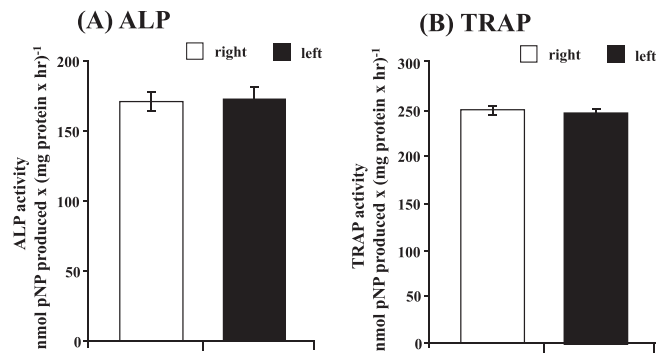 (A) ALP
right left
ALP activity
nmol pNP produced x (mg protein x hr)-1
200
150
100
50
0
(B) TRAP
right left
TRAP activity
nmol pNP produced x (mg protein x hr)-1
300
250
200
150
100
50
0